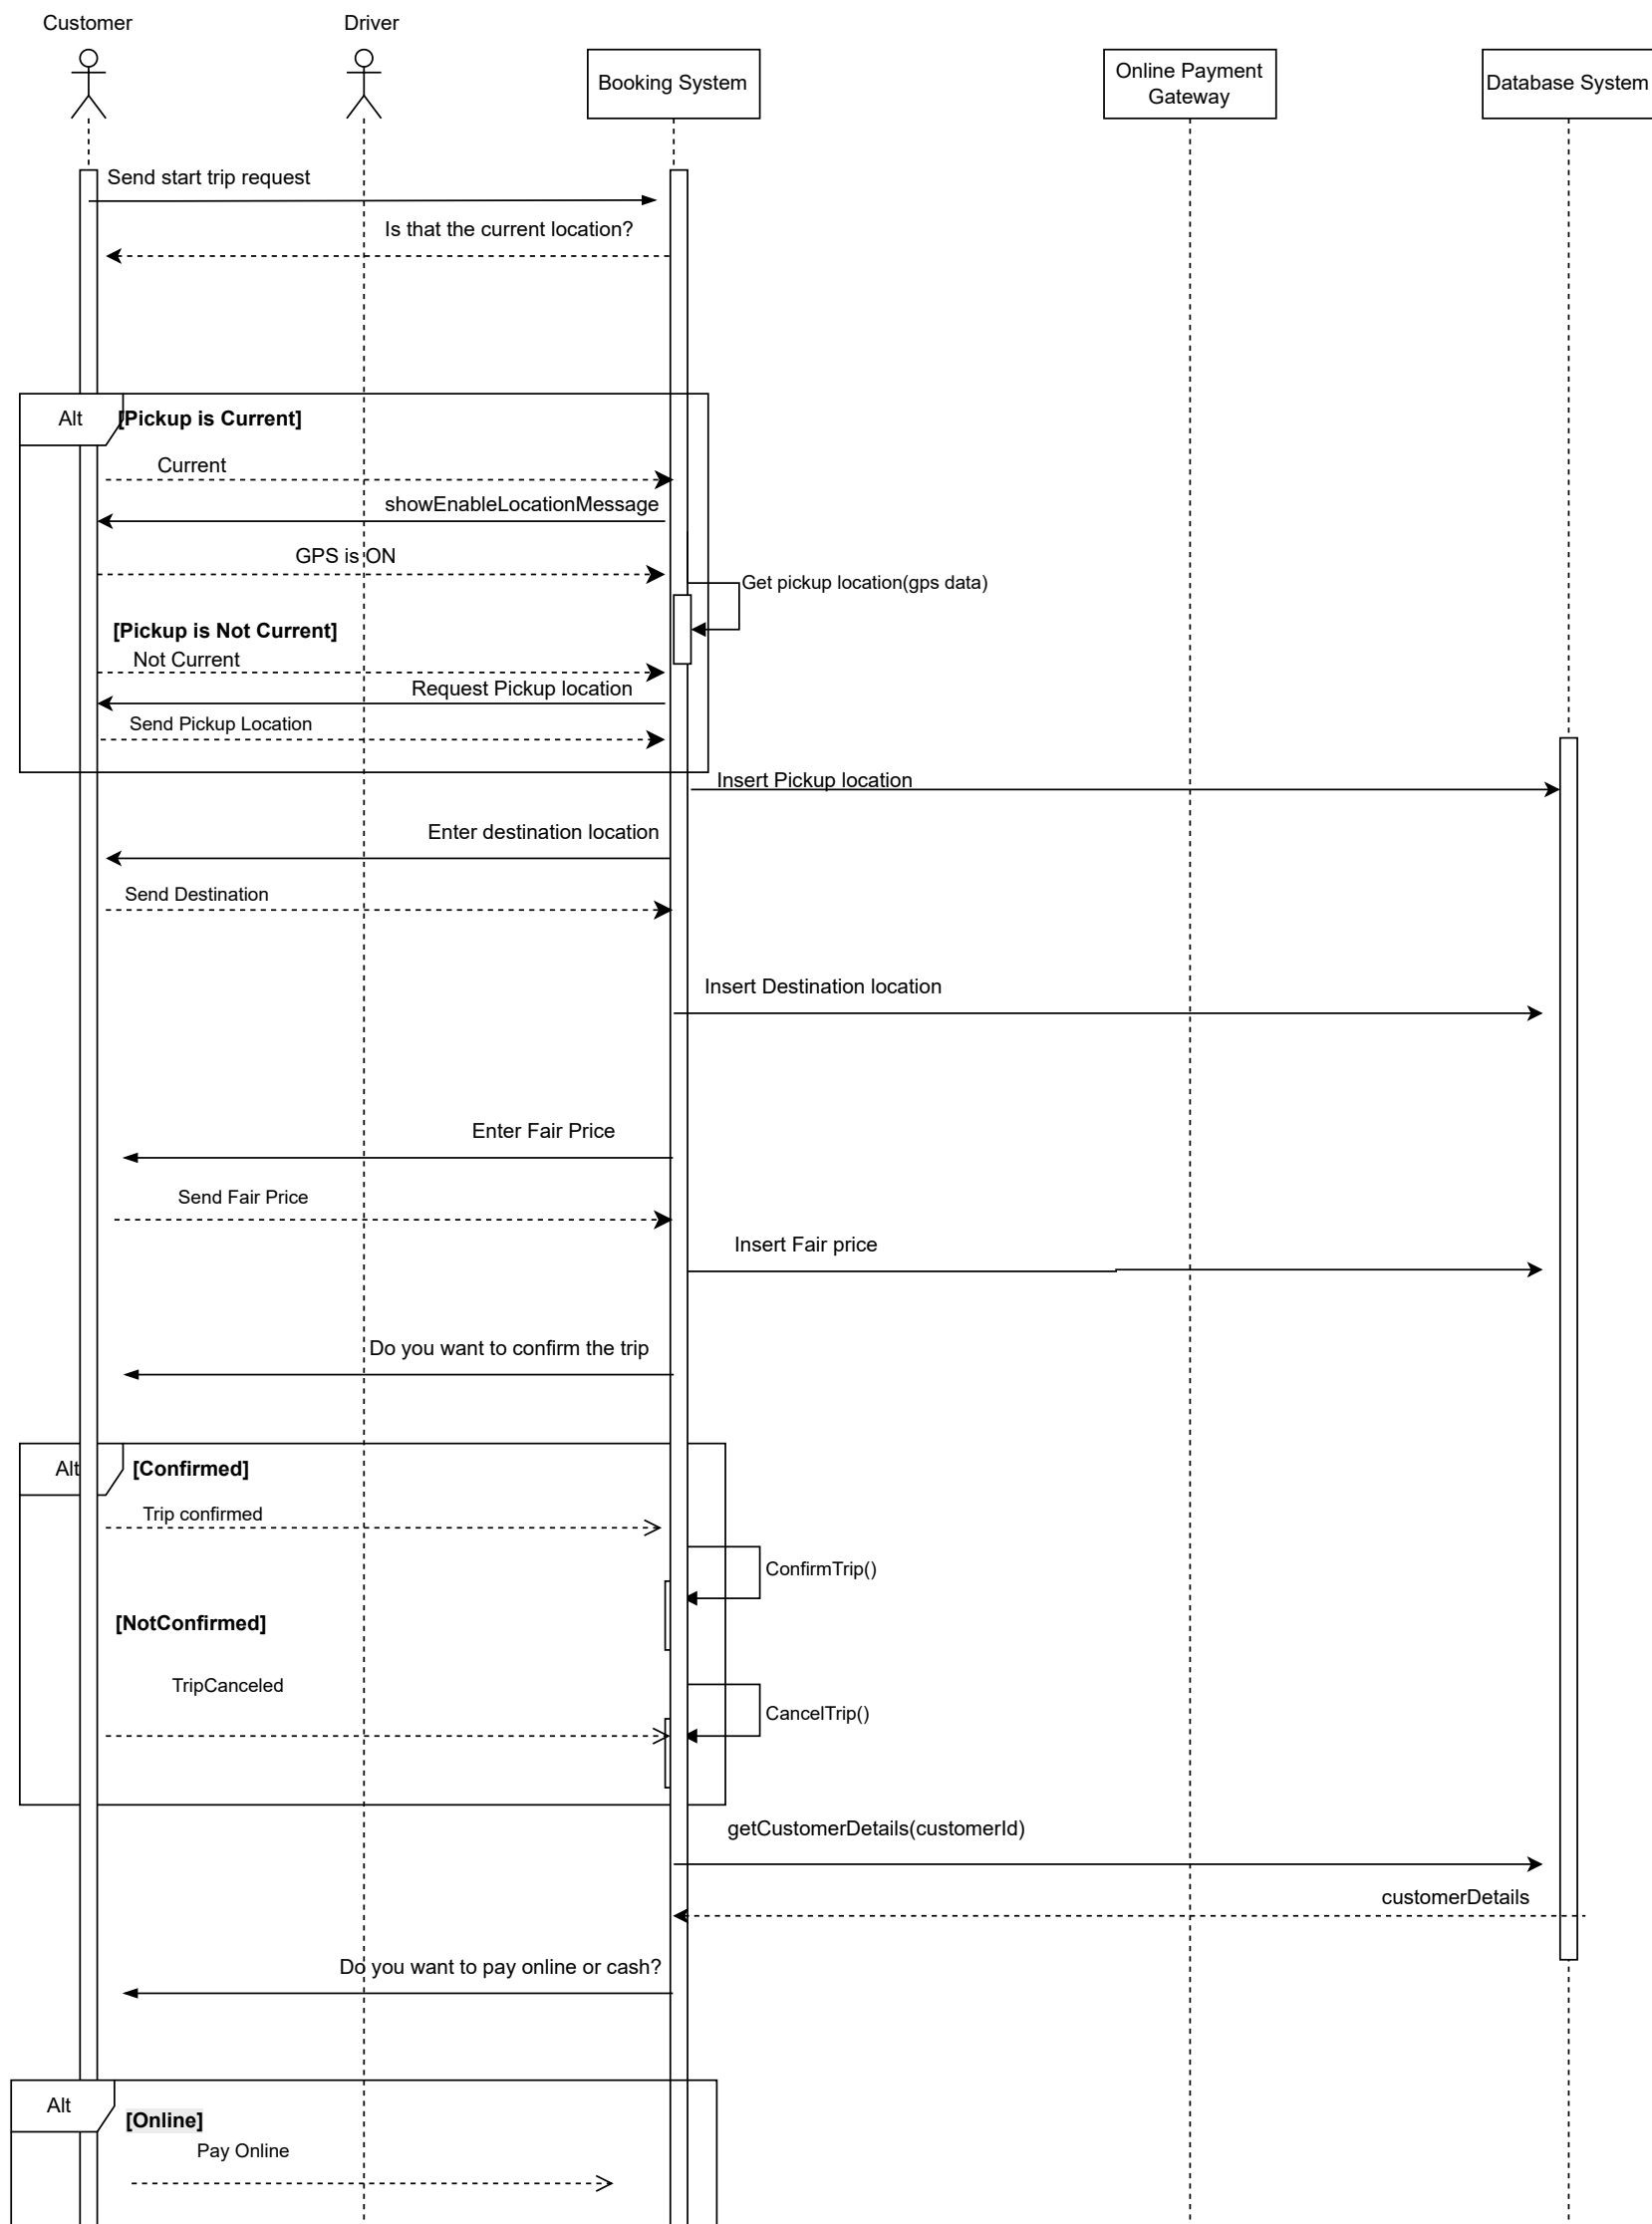 Customer
Driver
Booking System
Online Payment
Gateway
Database System
Send start trip request
Is that the current location?
Alt
[Pickup is Current]
Current
showEnableLocationMessage
GPS is ON
Get pickup location(gps data)
[Pickup is Not Current]
Not Current
Request Pickup location
Send Pickup Location
Insert Pickup location
Enter destination location
Send Destination
Insert Destination location
Enter Fair Price
Send Fair Price
Insert Fair price
Do you want to confirm the trip
Alt
[Confirmed]
Trip confirmed
ConfirmTrip()
[NotConfirmed]
TripCanceled
CancelTrip()
getCustomerDetails(customerId)
customerDetails
Do you want to pay online or cash?
Alt
[Online]
Pay Online